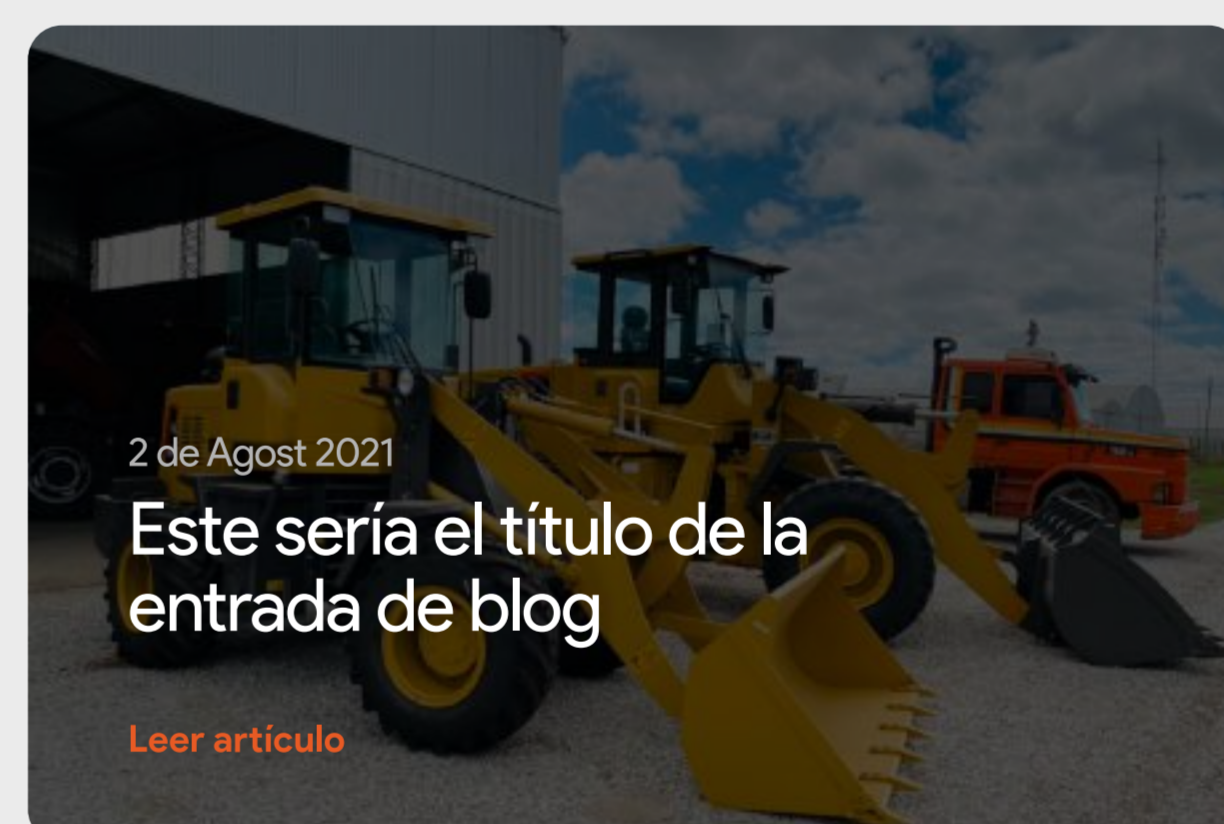 2 de Agost 2021
Este sería el título de la
entrada de blog
Leer artículo